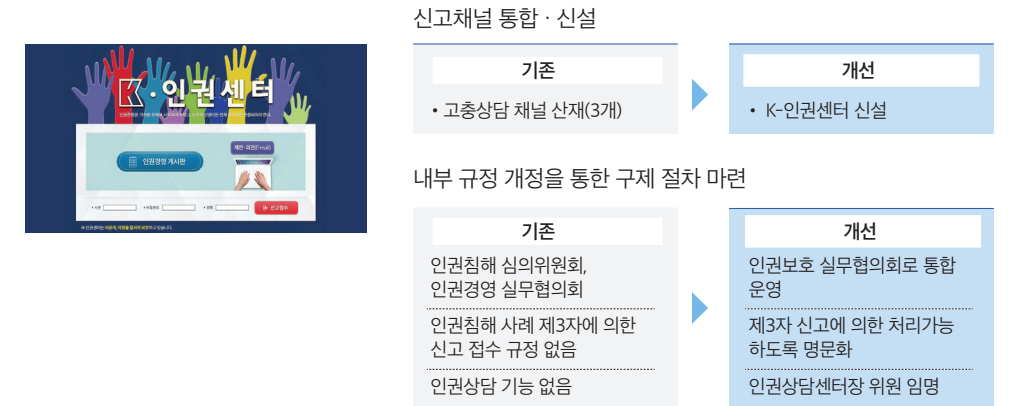 신고채널 통합 · 신설
K·인권센터
인권경영 게시판
제안·의견(E-mail)
신고접수
기존
• 고충상담 채널 산재(3개)
개선
• K-인권센터 신설
내부 규정 개정을 통한 구제 절차 마련
기존
인권침해 심의위원회,
인권경영 실무협의회
인권침해 사례 제3자에 의한
신고 접수 규정 없음
인권상담 기능 없음
개선
인권보호 실무협의회로 통합
운영
제3자 신고에 의한 처리가능
하도록 명문화
인권상담센터장 위원 임명